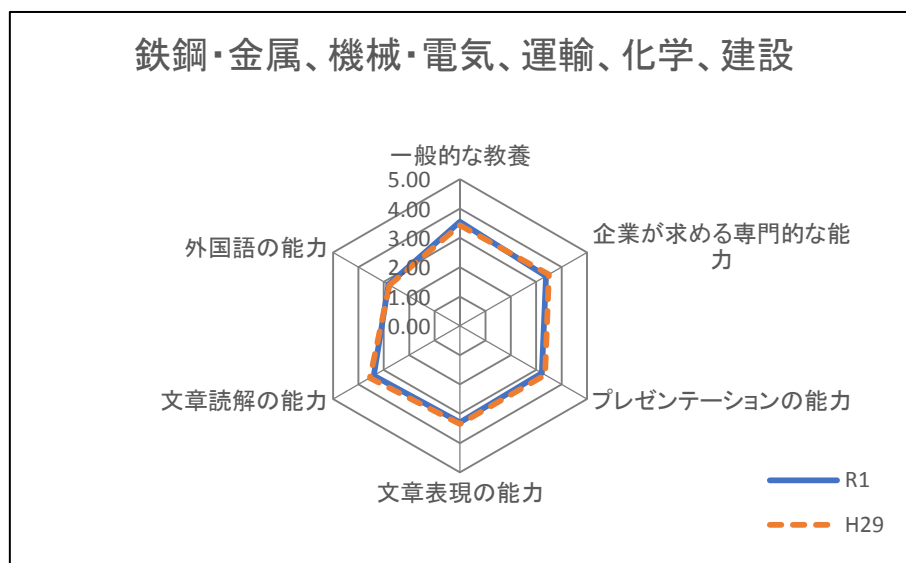 鉄鋼・金属、機械・電気、運輸、化学、建設
一般的な教養
5.00
4.00
3.00
2.00
1.00
0.00
企業が求める専門的な能
力
外国語の能力
文章読解の能力
プレゼンテーションの能力
文章表現の能力
R1
H29